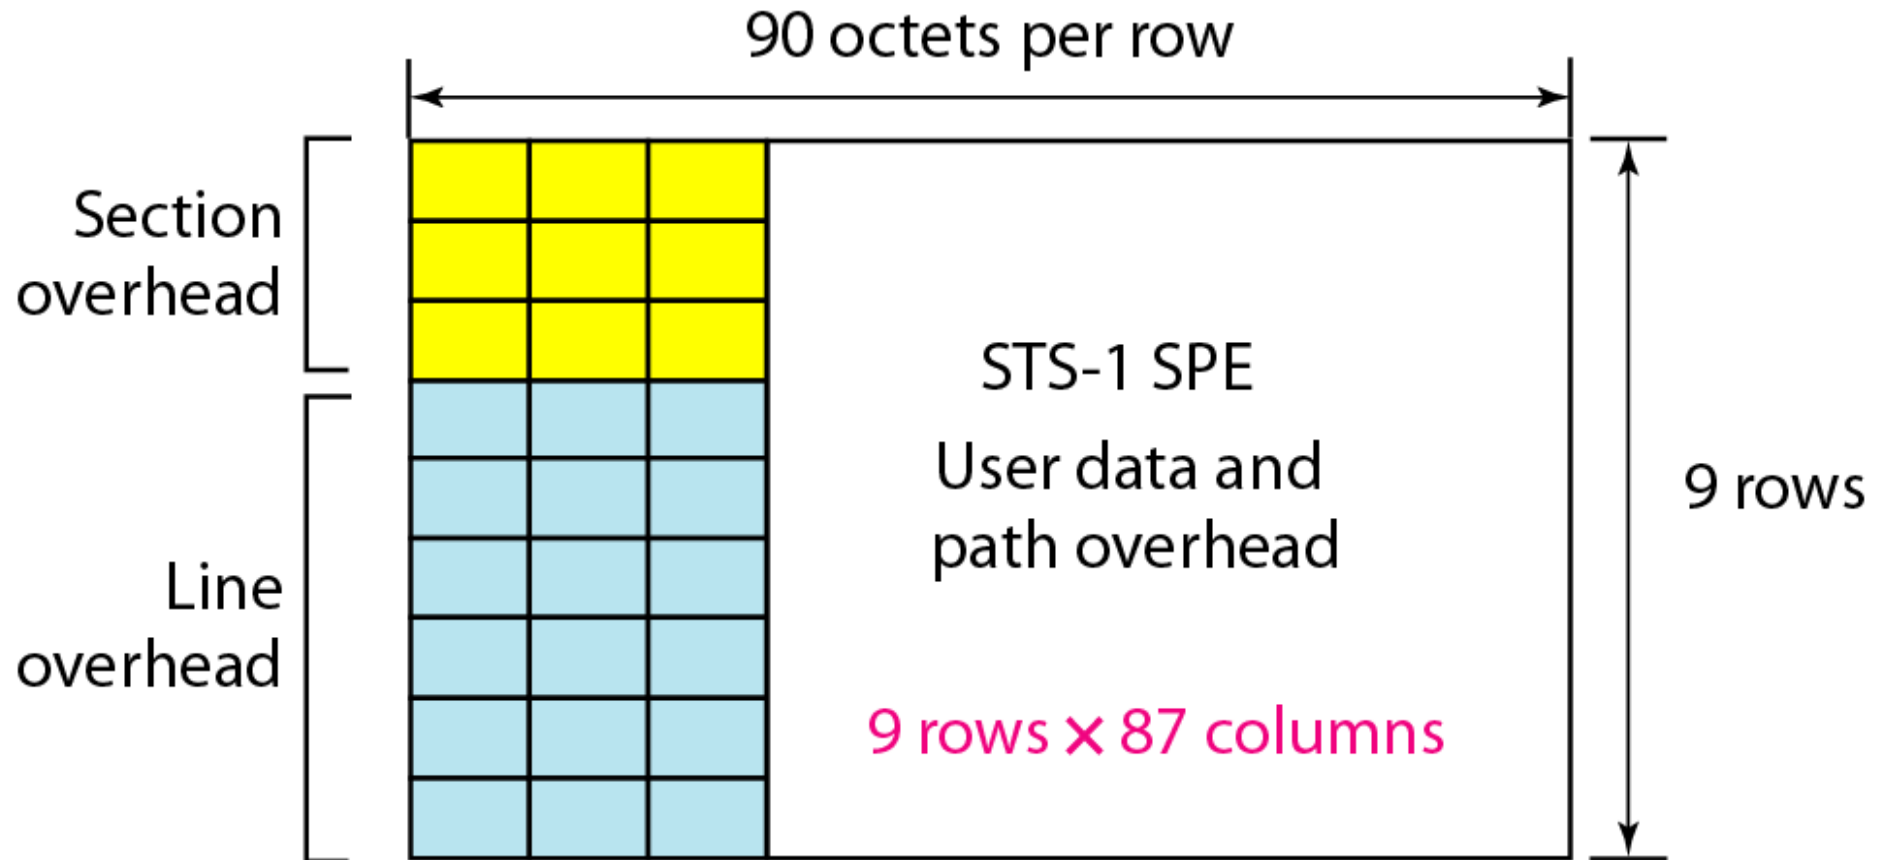 90 octets per row
Section
overhead
STS-1 SPE
User data and
path overhead
9 rows
Line
overhead
9 rows × 87 columns